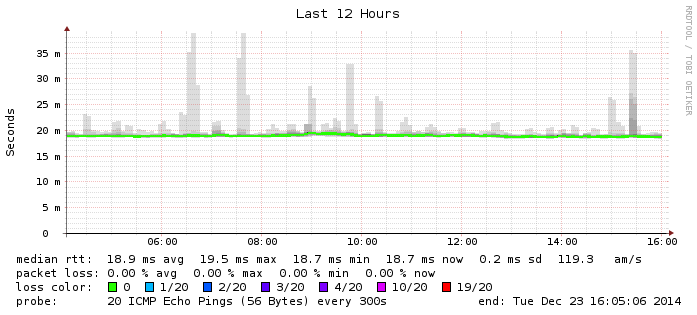 Last 12 Hours
RRDTOOL / TOBI OETIKER
Seconds
35 m
30 m
25 m
20 m
15 m
10 m
5 m
0
06:00 08:00 10:00 12:00 14:00 16:00
median rtt: 18.9 ms avg 19.5 ms max 18.7 ms min 18.7 ms now 0.2 ms sd 119.3 am/s
packet loss: 0.00 % avg 0.00 % max 0.00 % min 0.00 % now
loss color: 0 1/20 2/20 3/20 4/20 10/20 19/20
probe: 20 ICMP Echo Pings (56 Bytes) every 300s end: Tue Dec 23 16:05:06 2014